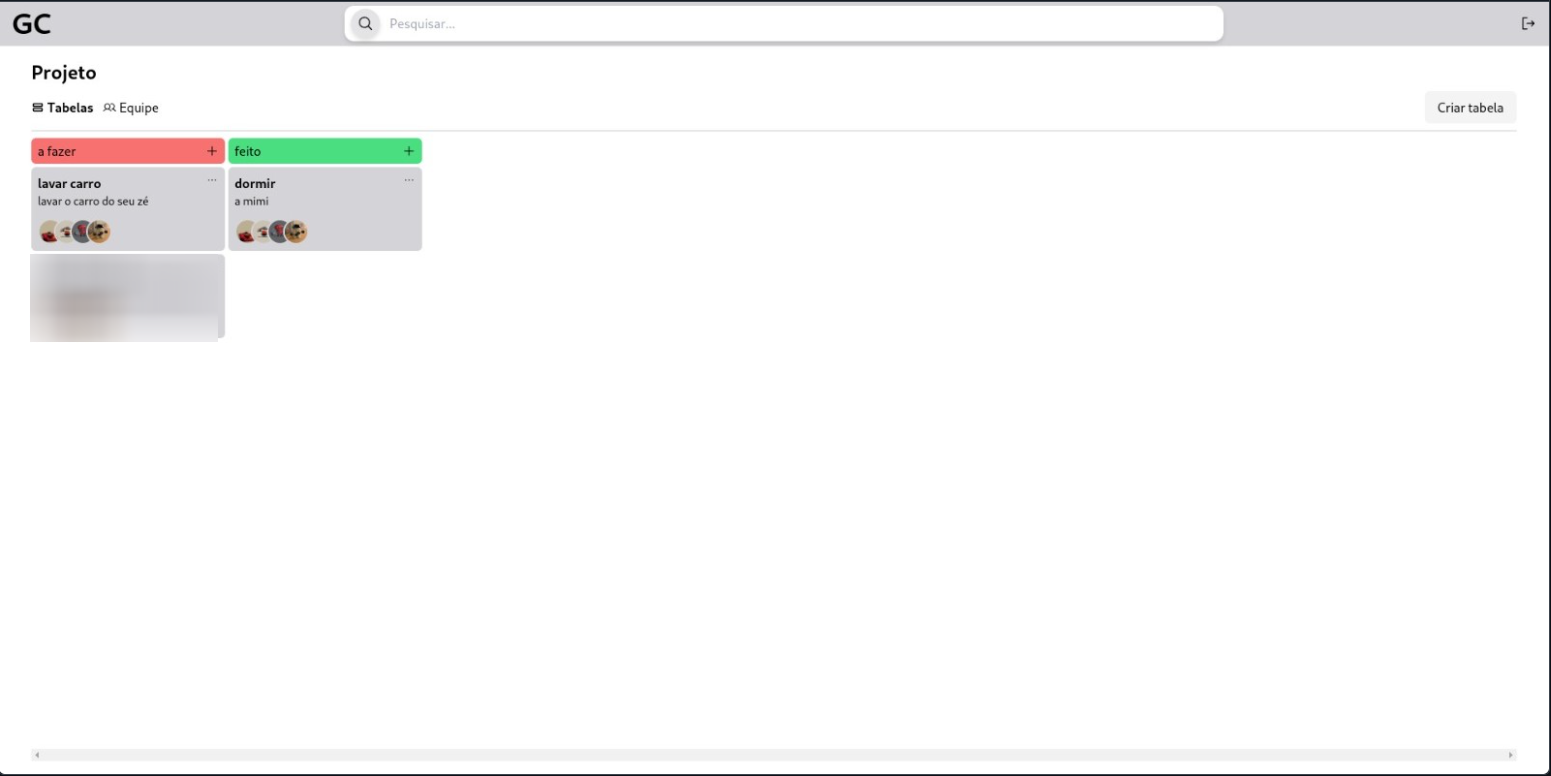 GC
Pesquisar...
Projeto
Tabelas Equipe
Criar tabela
a fazer + feito +
lavar carro ... dormir ...
lavar o carro do seu zé a mimi